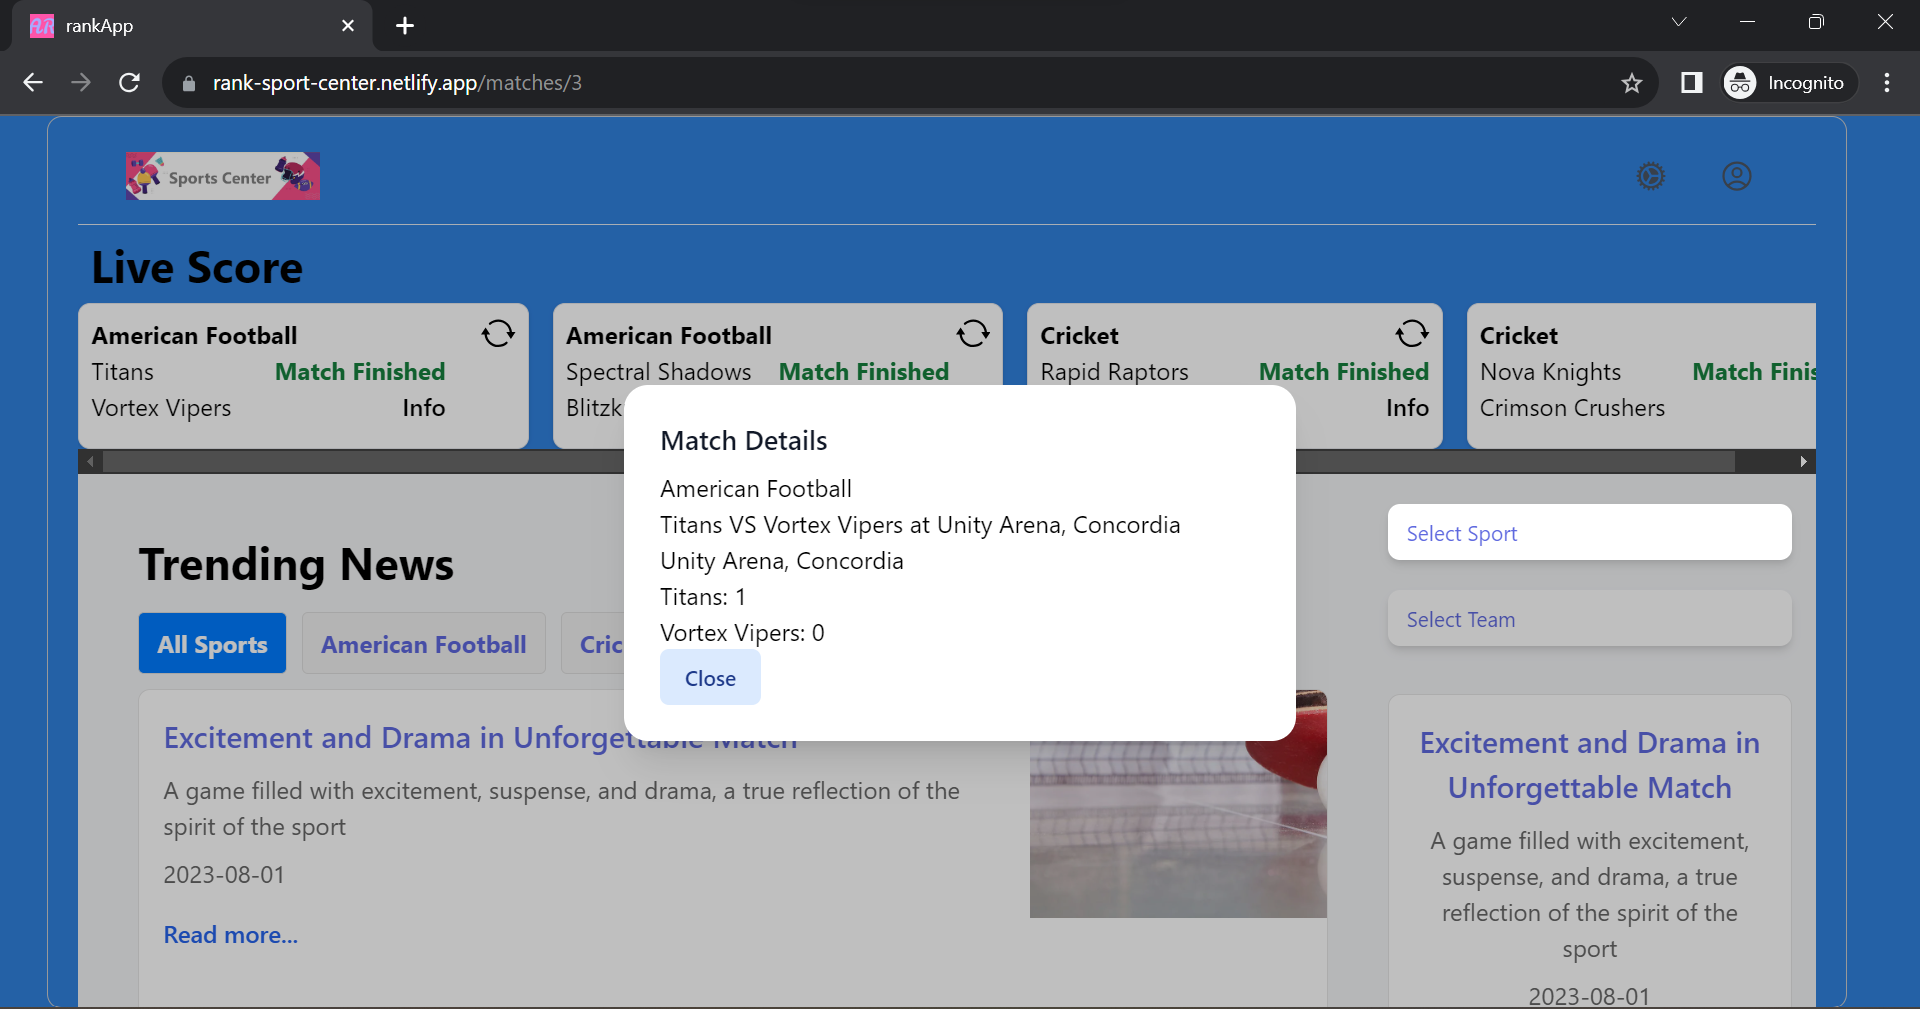 rankApp
rank-sport-center.netlify.app/matches/3
Incognito
Sports Center
Live Score
American Football
Titans
Match Finished
Vortex Vipers
Info
American Football
Spectral Shadows
Match Finished
Blitzk
Cricket
Rapid Raptors
Match Finished
Info
Cricket
Nova Knights
Match Finis
Crimson Crushers
Match Details
American Football
Titans VS Vortex Vipers at Unity Arena, Concordia
Unity Arena, Concordia
Titans: 1
Vortex Vipers: 0
Close
Trending News
All Sports
American Football
Cric
Excitement and Drama in Unforgettable Match
A game filled with excitement, suspense, and drama, a true reflection of the
spirit of the sport
2023-08-01
Read more...
Select Sport
Select Team
Excitement and Drama in
Unforgettable Match
A game filled with excitement,
suspense, and drama, a true
reflection of the spirit of the
sport
2023-08-01